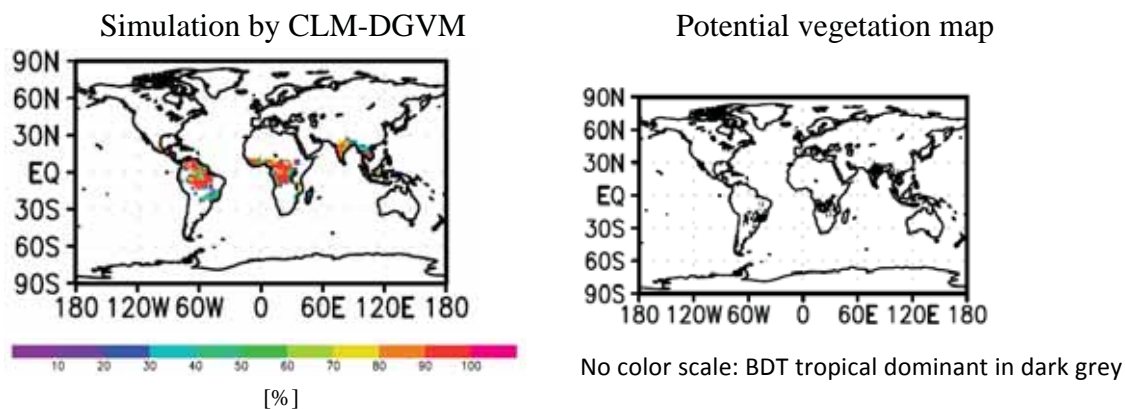 Simulation by CLM-DGVM
Potential vegetation map
90N
60N
30N
EQ
30S
60S
90S
180 120W 60W 0 60E 120E 180
90N
60N
30N
EQ
30S
60S
90S
180 120W 60W 0 60E 120E 180
10 20 30 40 50 60 70 80 90 100
[%]
No color scale: BDT tropical dominant in dark grey